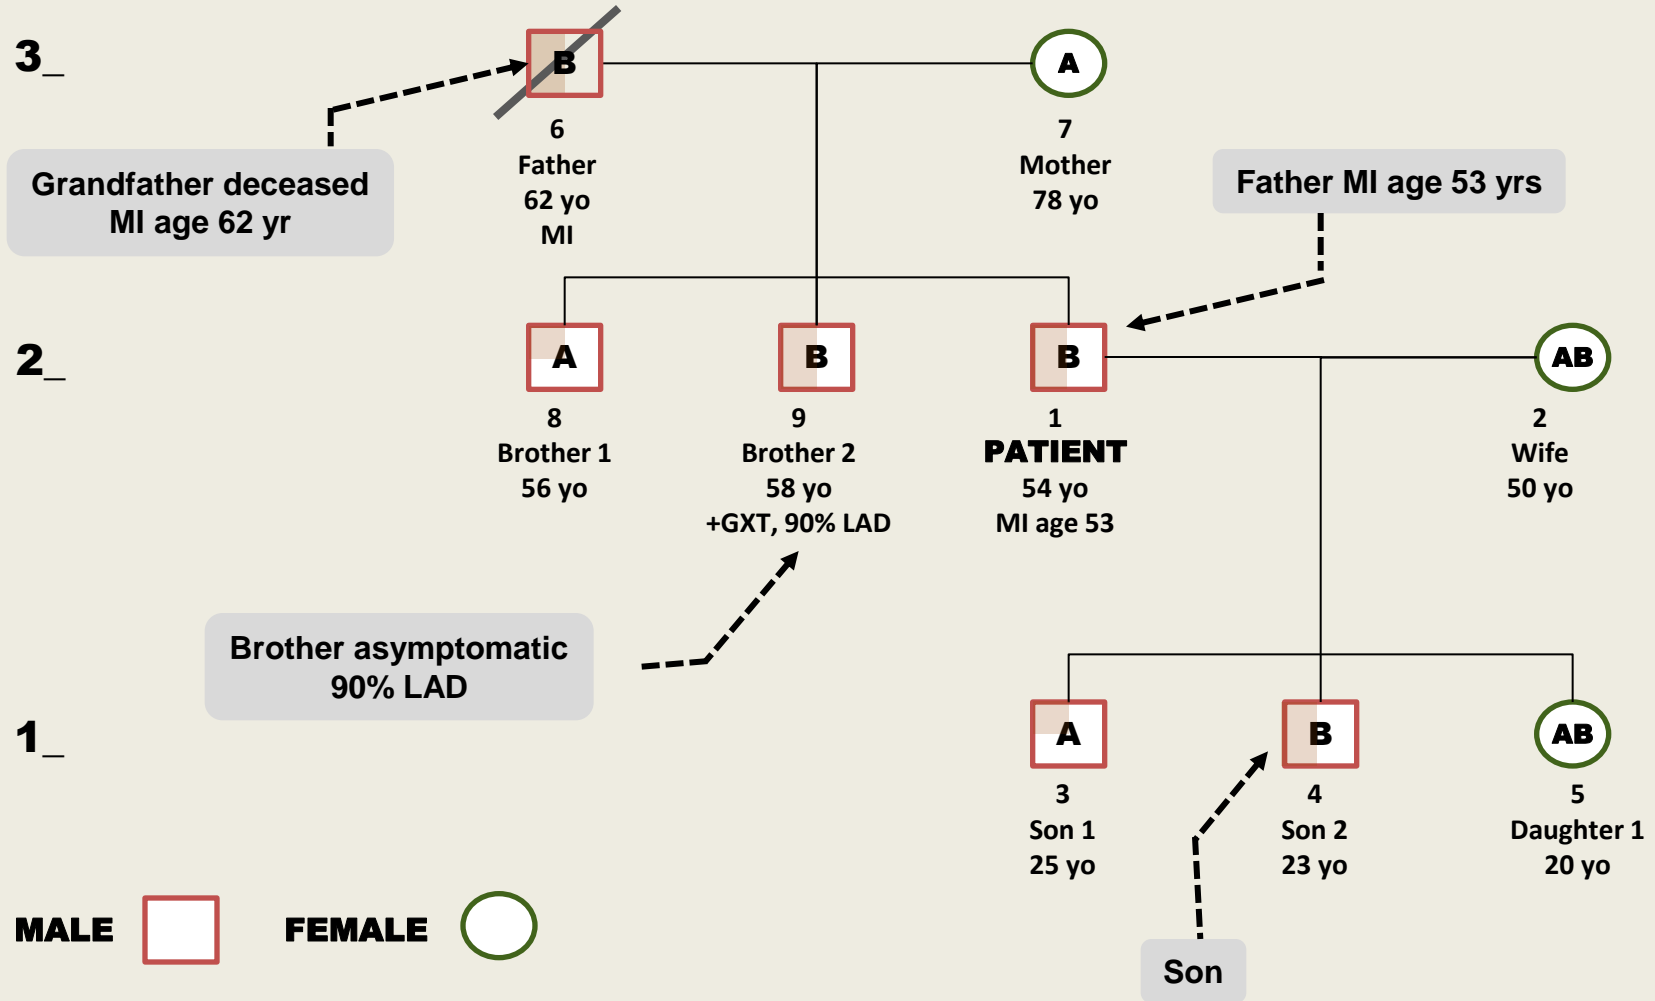 3_
B
A
6
Father
62 yo
MI
7
Mother
78 yo
Grandfather deceased
MI age 62 yr
Father MI age 53 yrs
2_
A
B
B
AB
8
Brother 1
56 yo
9
Brother 2
58 yo
+GXT, 90% LAD
1
PATIENT
54 yo
MI age 53
2
Wife
50 yo
Brother asymptomatic
90% LAD
1_
A
B
AB
3
Son 1
25 yo
4
Son 2
23 yo
5
Daughter 1
20 yo
MALE
FEMALE
Son